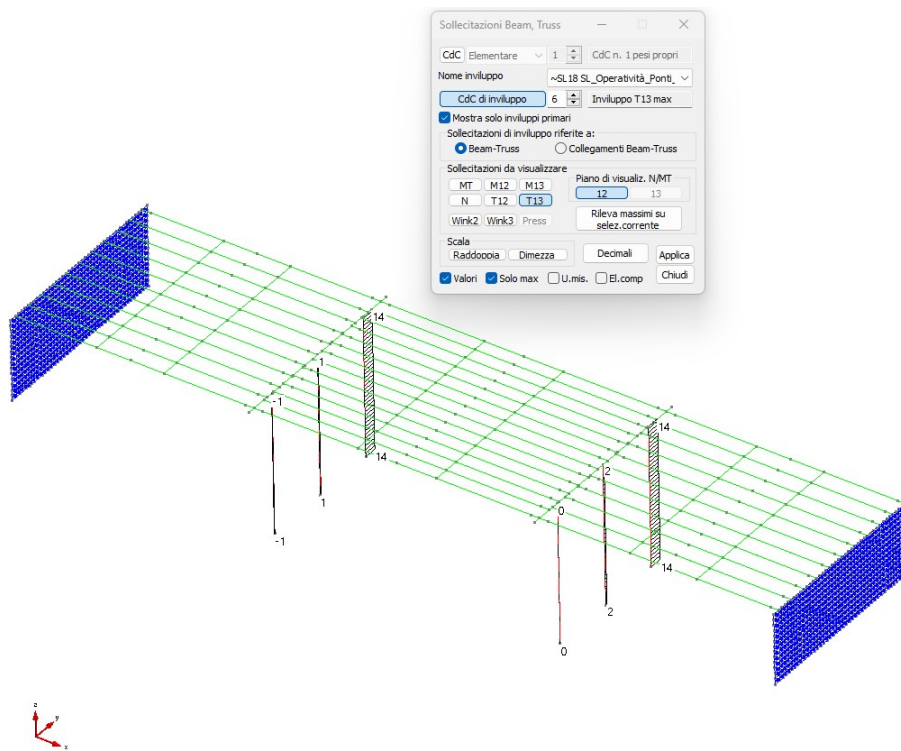 Sollecitazioni Beam, Truss
CdC Elementare 1 CdC n. 1 pesi propri
Nome inviluppo ~SL18 SL_Operatività_Ponti_
CdC di inviluppo 6 Inviluppo T13 max
Mostra solo inviluppi primari
Sollecitazioni di inviluppo riferite a:
Beam-Truss Collegamenti Beam-Truss
Sollecitazioni da visualizzare
MT M12 M13
N T12 T13
Wink2 Wink3 Press
Piano di visualiz. N/MT
12 13
Rileva massimi su
selez.corrente
Scala
Raddoppia Dimezza
Decimali
Applica
Valori Solo max U.mis. El.comp
Chiudi
14
1
-1
14
1
-1
14
2
0
14
2
0
z
y
x